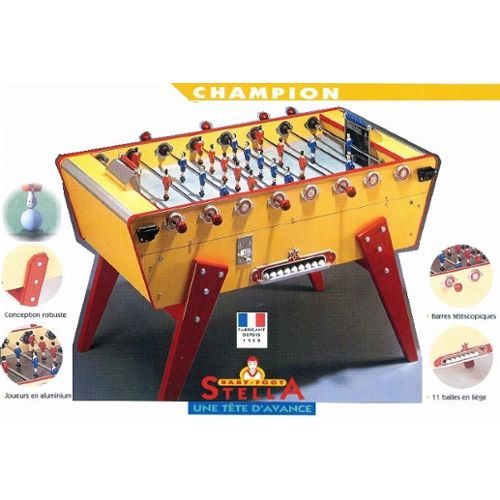 CHAMPION
Conception robuste
Joueurs en aluminium
FABRICANT
DEPUIS
Barres télescopiques
· 11 balles en liège
BABY-FOOT
STELLA
UNE TÊTE D'AVANCE